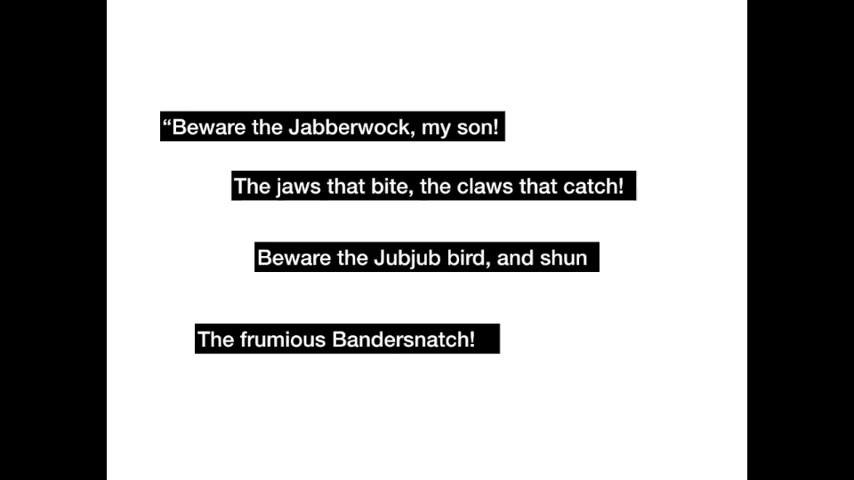 “Beware the Jabberwock, my son!
The jaws that bite, the claws that catch!
Beware the Jubjub bird, and shun
The frumious Bandersnatch!